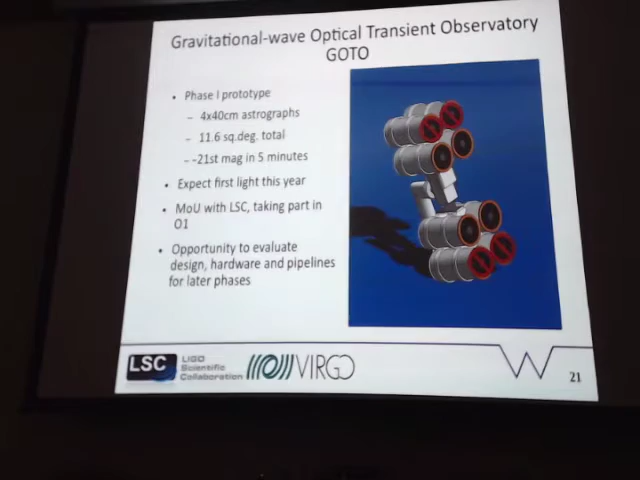 Gravitational-wave Optical Transient Observatory
GOTO
• Phase I prototype
– 4x40cm astrographs
– 11.6 sq.deg. total
– ~21st mag in 5 minutes
• Expect first light this year
• MoU with LSC, taking part in
O1
• Opportunity to evaluate
design, hardware and pipelines
for later phases
LSC
LIGO
Scientific
Collaboration
VIRGO
21